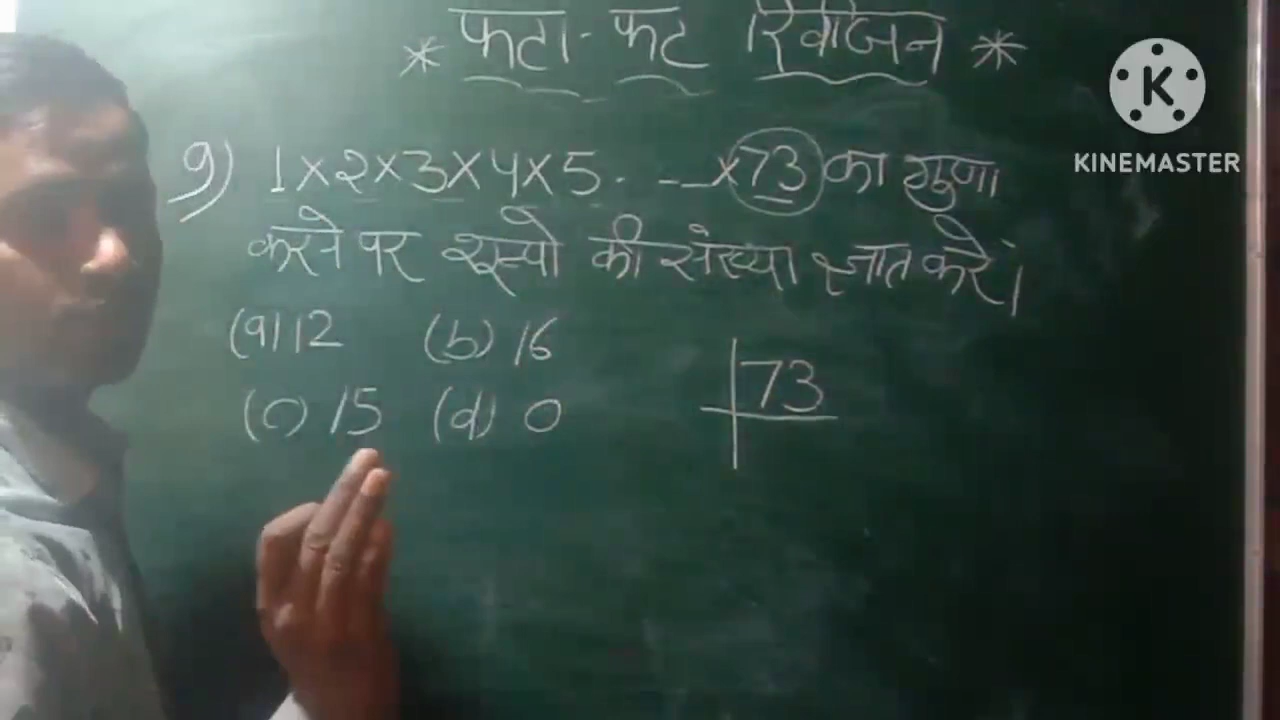 * फटा-फट रिवीजन *
K
KINEMASTER
9) 1×2×3×4×5. - - -×73 का गुणा
करने पर शून्यो की संख्या ज्ञात करें।
(a) 12 (b) 16
(c) 15 (d) 0
73